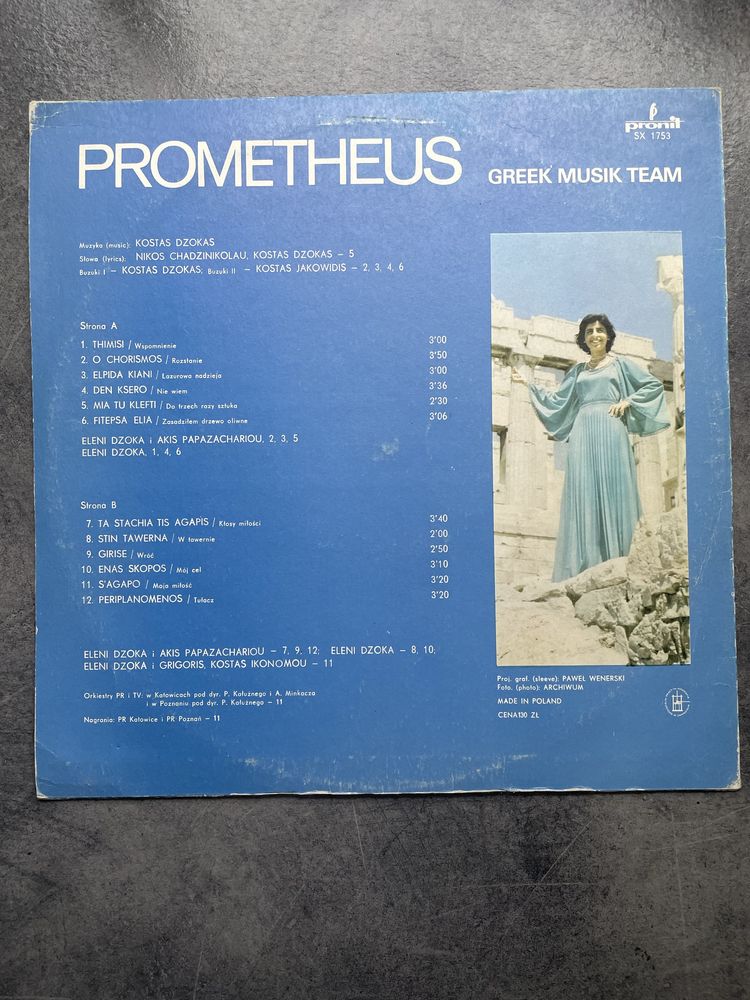 pronit
SX 1753
PROMETHEUS GREEK MUSIK TEAM
Muzyka (music): KOSTAS DZOKAS
Słowa (lyrics): NIKOS CHADZINIKOLAU, KOSTAS DZOKAS – 5
Buzuki I – KOSTAS DZOKAS; Buzuki II – KOSTAS JAKOWIDIS – 2, 3, 4, 6
Strona A
1. THIMISI / Wspomnienie 3'00
2. O CHORISMOS / Rozstanie 3'50
3. ELPIDA KIANI / Lazurowa nadzieja 3'00
4. DEN KSERO / Nie wiem 3'36
5. MIA TU KLEFTI / Do trzech razy sztuka 2'30
6. FITEPSA ELIA / Zasadziłem drzewo oliwne 3'06
ELENI DZOKA i AKIS PAPAZACHARIOU, 2, 3, 5
ELENI DZOKA, 1, 4, 6
Strona B
7. TA STACHIA TIS AGAPIS / Kłosy miłości 3'40
8. STIN TAWERNA / W tawernie 2'00
9. GIRISE / Wróć 2'50
10. ENAS SKOPOS / Mój cel 3'10
11. S'AGAPO / Moja miłość 3'20
12. PERIPLANOMENOS / Tułacz 3'20
ELENI DZOKA i AKIS PAPAZACHARIOU – 7, 9, 12; ELENI DZOKA – 8, 10;
ELENI DZOKA i GRIGORIS, KOSTAS IKONOMOU – 11
Orkiestry PR i TV: w Katowicach pod dyr. P. Kałużnego i A. Minkacza
i w Poznaniu pod dyr. P. Kałużnego – 11
Nagrania: PR Katowice i PR Poznań – 11
Proj. graf. (sleeve): PAWEŁ WENERSKI
Foto. (photo): ARCHIWUM
MADE IN POLAND
CENA 130 ZŁ